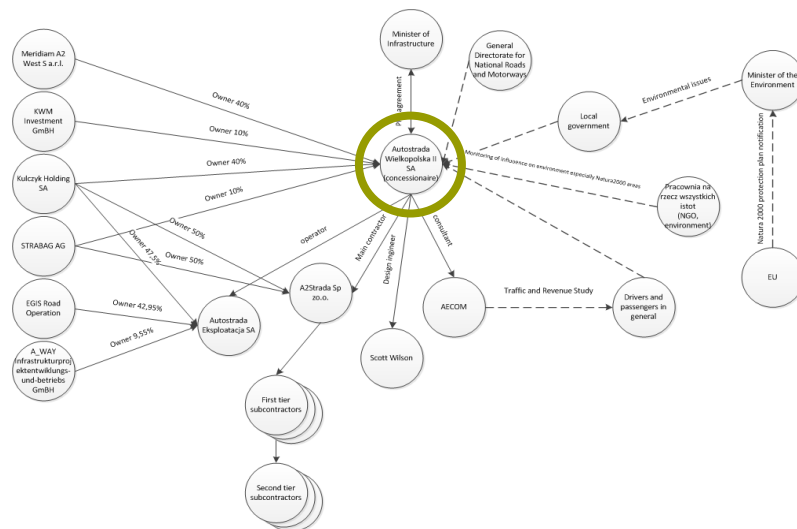 Meridiam A2
West S a.r.l.
KWM
Investment
GmBH
Kulczyk Holding
SA
STRABAG AG
EGIS Road
Operation
A_WAY
Infrastrukturproj
ektentwicklungs-
und-betriebs
GmBH
Owner 40%
Owner 10%
Owner 40%
Owner 10%
Owner 50%
Owner 50%
Owner 47,5%
Owner 42,95%
Owner 9,55%
Minister of
Infrastructure
agreement
General
Directorate for
National Roads
and Motorways
Autostrada
Wielkopolska II
SA
(concessionaire)
Local
government
Environmental issues
Minister of the
Environment
Natura 2000 protection plan notification
EU
Monitoring of influence on environment especially Natura2000 areas
Pracownia na
rzecz wszystkich
istot
(NGO,
environment)
operator
Main contractor
Design ingineer
consultant
Autostrada
Eksploatacja SA
A2Strada Sp
zo.o.
AECOM
Traffic and Revenue Study
Drivers and
passengers in
general
Scott Wilson
First tier
subcontractors
Second tier
subcontractors